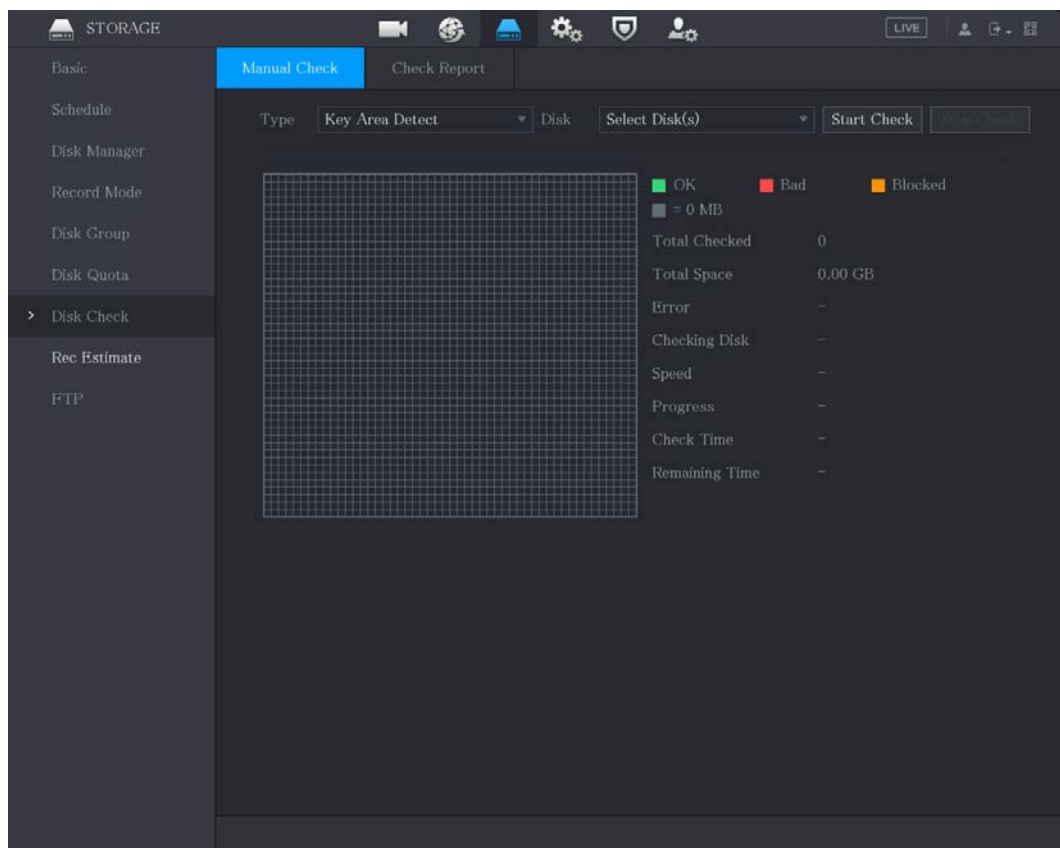 STORAGE LIVE
Basic
Schedule
Disk Manager
Record Mode
Disk Group
Disk Quota
Disk Check
Rec Estimate
FTP
Manual Check Check Report
Type Key Area Detect Disk Select Disk(s) Start Check Stop Check
OK Bad Blocked
= 0 MB
Total Checked 0
Total Space 0.00 GB
Error -
Checking Disk -
Speed -
Progress -
Check Time -
Remaining Time -